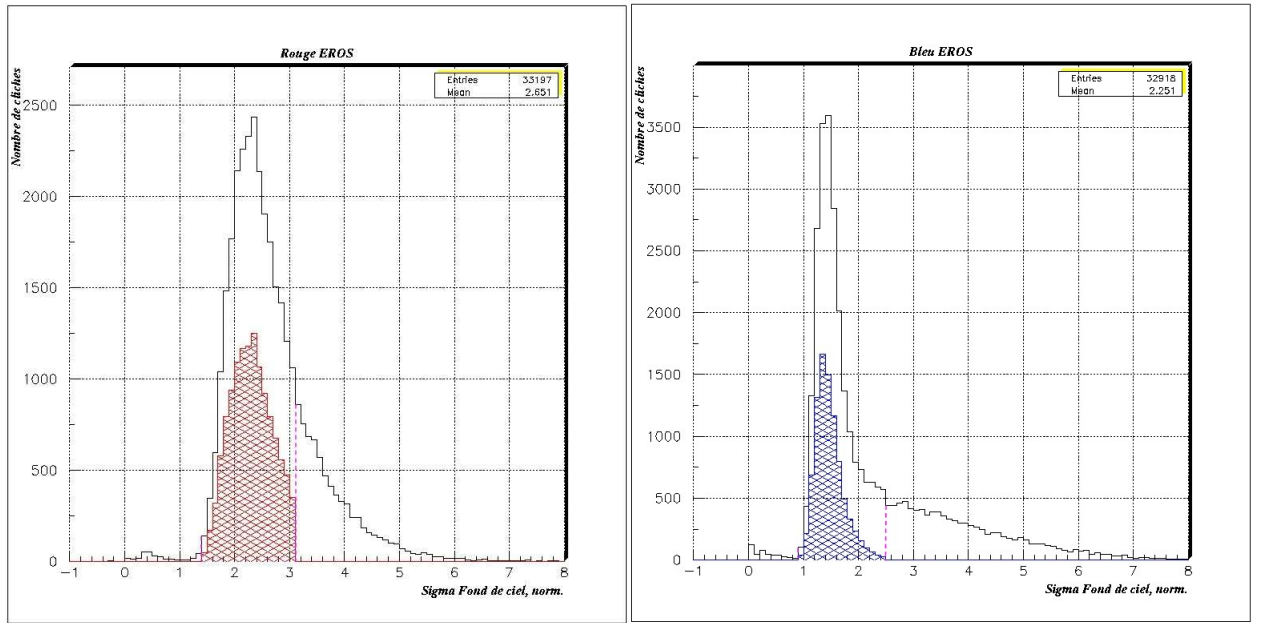 Rouge EROS
Entries 33197
Mean 2.651
Nombre de cliches
2500
2000
1500
1000
500
0
-1 0 1 2 3 4 5 6 7 8
Sigma Fond de ciel, norm.
Bleu EROS
Entries 32918
Mean 2.251
Nombre de cliches
3500
3000
2500
2000
1500
1000
500
0
-1 0 1 2 3 4 5 6 7 8
Sigma Fond de ciel, norm.